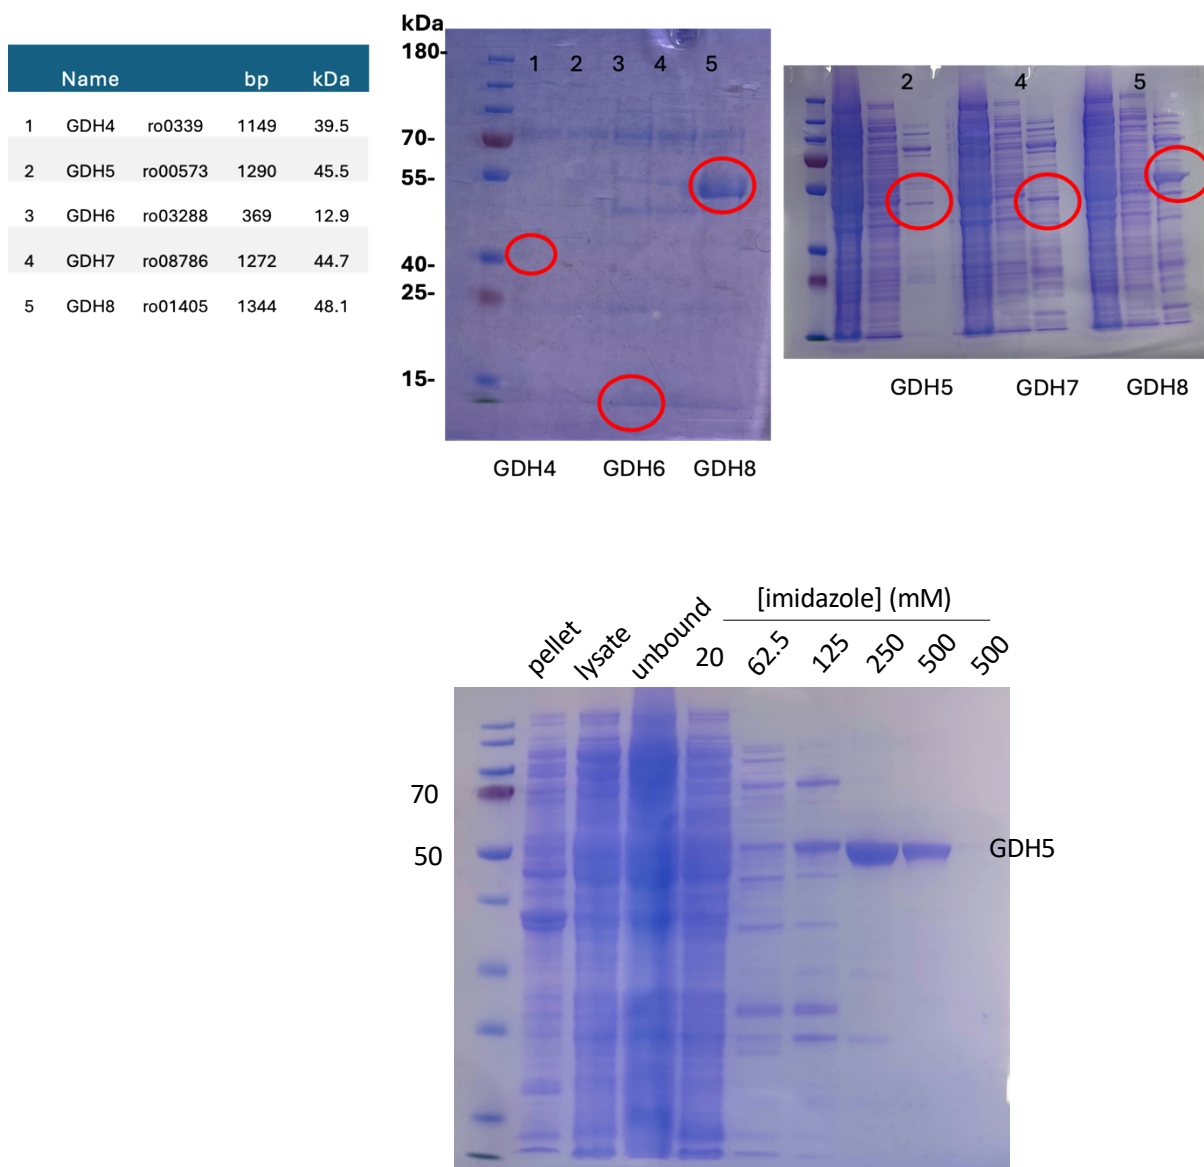 Name bp kDa
1 GDH4 ro0339 1149 39.5
2 GDH5 ro00573 1290 45.5
3 GDH6 ro03288 369 12.9
4 GDH7 ro08786 1272 44.7
5 GDH8 ro01405 1344 48.1
kDa
180-
70-
55-
40-
25-
15-
1 2 3 4 5
GDH4 GDH6 GDH8
2 4 5
GDH5 GDH7 GDH8
[imidazole] (mM)
pellet lysate unbound 20 62.5 125 250 500 500
70
50
GDH5